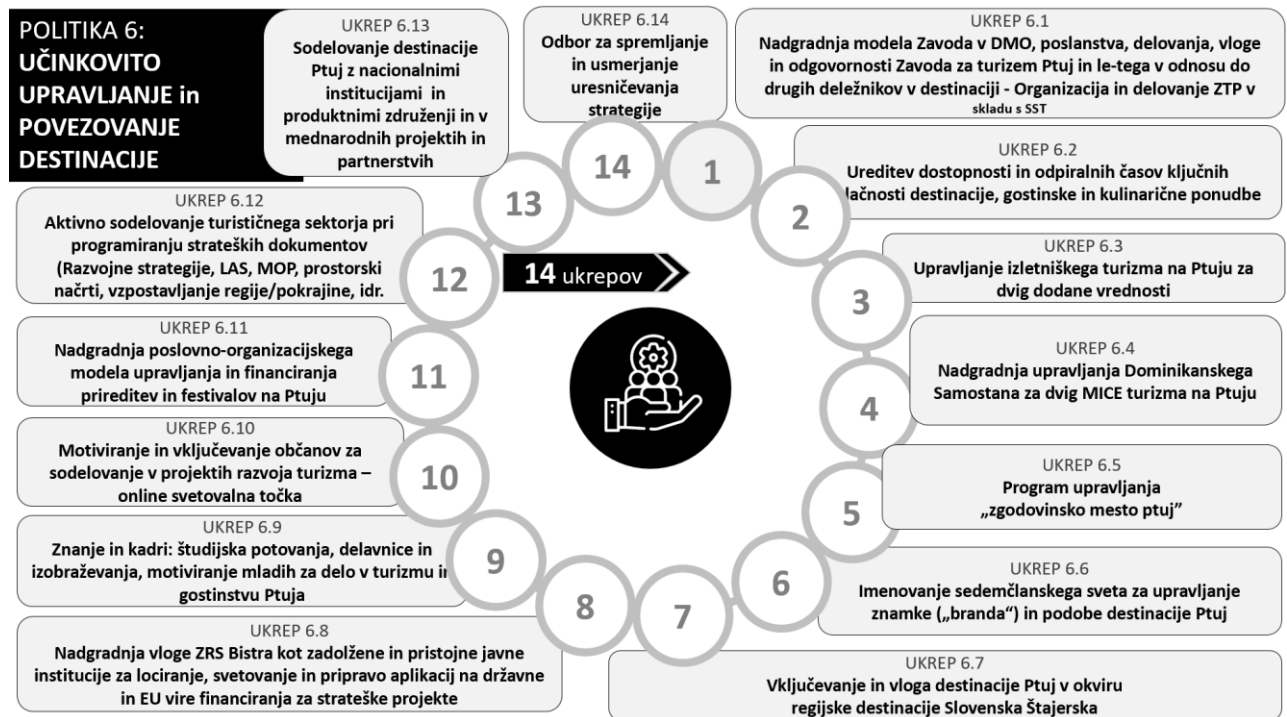 POLITIKA 6:
UČINKOVITO
UPRAVLJANJE in
POVEZOVANJE
DESTINACIJE
UKREP 6.13
Sodelovanje destinacije
Ptuj z nacionalnimi
institucijami in
produktnimi združenji in v
mednarodnih projektih in
partnerstvih
UKREP 6.14
Odbor za spremljanje
in usmerjanje
uresničevanja
strategije
UKREP 6.1
Nadgradnja modela Zavoda v DMO, poslanstva, delovanja, vloge
in odgovornosti Zavoda za turizem Ptuj in le-tega v odnosu do
drugih deležnikov v destinaciji - Organizacija in delovanje ZTP v
skladu s SST
UKREP 6.2
Ureditev dostopnosti in odpiralnih časov ključnih
lačnosti destinacije, gostinske in kulinarične ponudbe
UKREP 6.3
Upravljanje izletniškega turizma na Ptuju za
dvig dodane vrednosti
UKREP 6.4
Nadgradnja upravljanja Dominikanskega
Samostana za dvig MICE turizma na Ptuju
UKREP 6.5
Program upravljanja
„zgodovinsko mesto ptuj”
UKREP 6.6
Imenovanje sedemčlanskega sveta za upravljanje
znamke („branda“) in podobe destinacije Ptuj
UKREP 6.7
Vključevanje in vloga destinacije Ptuj v okviru
regijske destinacije Slovenska Štajerska
UKREP 6.8
Nadgradnja vloge ZRS Bistra kot zadolžene in pristojne javne
institucije za lociranje, svetovanje in pripravo aplikacij na državne
in EU vire financiranja za strateške projekte
UKREP 6.9
Znanje in kadri: študijska potovanja, delavnice in
izobraževanja, motiviranje mladih za delo v turizmu in
gostinstvu Ptuja
UKREP 6.10
Motiviranje in vključevanje občanov za
sodelovanje v projektih razvoja turizma –
online svetovalna točka
UKREP 6.11
Nadgradnja poslovno-organizacijskega
modela upravljanja in financiranja
prireditev in festivalov na Ptuju
UKREP 6.12
Aktivno sodelovanje turističnega sektorja pri
programiranju strateških dokumentov
(Razvojne strategije, LAS, MOP, prostorski
načrti, vzpostavljanje regije/pokrajine, idr.
14 ukrepov
1
2
3
4
5
6
7
8
9
10
11
12
13
14